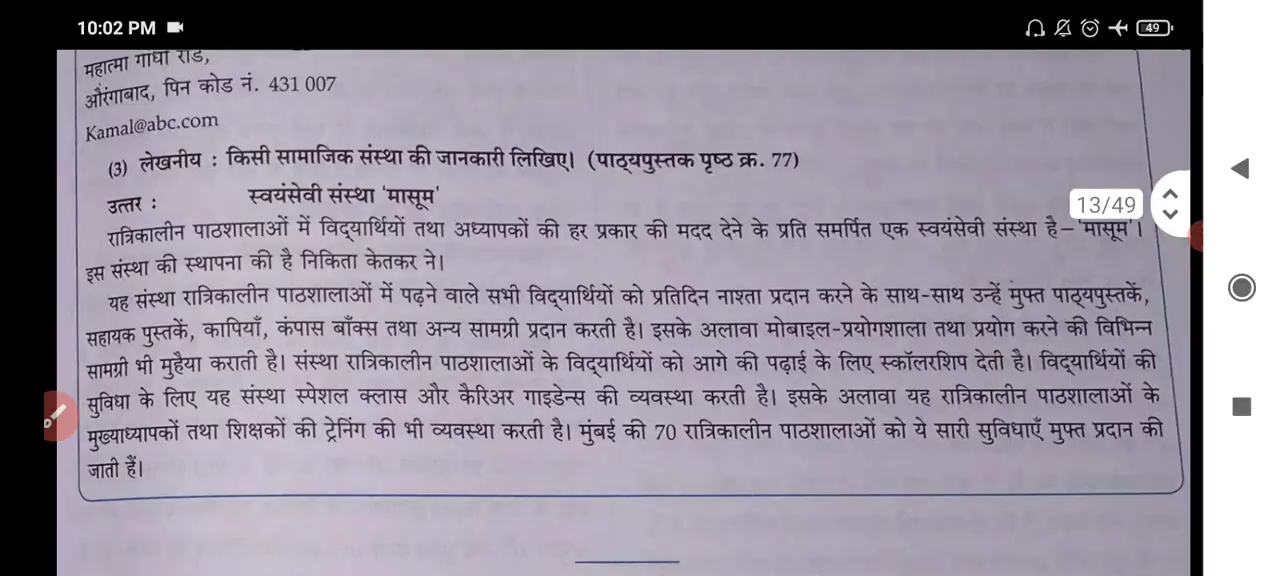 10:02 PM
49
महात्मा गांधी रोड,
औरंगाबाद, पिन कोड नं. 431 007
Kamal@abc.com
(3) लेखनीय : किसी सामाजिक संस्था की जानकारी लिखिए। (पाठ्यपुस्तक पृष्ठ क्र. 77)
उत्तर : स्वयंसेवी संस्था 'मासूम'
13/49
रात्रिकालीन पाठशालाओं में विद्यार्थियों तथा अध्यापकों की हर प्रकार की मदद देने के प्रति समर्पित एक स्वयंसेवी संस्था है – 'मासूम'।
इस संस्था की स्थापना की है निकिता केतकर ने।
यह संस्था रात्रिकालीन पाठशालाओं में पढ़ने वाले सभी विद्यार्थियों को प्रतिदिन नाश्ता प्रदान करने के साथ-साथ उन्हें मुफ्त पाठ्यपुस्तकें,
सहायक पुस्तकें, कापियाँ, कंपास बॉक्स तथा अन्य सामग्री प्रदान करती है। इसके अलावा मोबाइल-प्रयोगशाला तथा प्रयोग करने की विभिन्न
सामग्री भी मुहैया कराती है। संस्था रात्रिकालीन पाठशालाओं के विद्यार्थियों को आगे की पढ़ाई के लिए स्कॉलरशिप देती है। विद्यार्थियों की
सुविधा के लिए यह संस्था स्पेशल क्लास और कैरिअर गाइडेन्स की व्यवस्था करती है। इसके अलावा यह रात्रिकालीन पाठशालाओं के
मुख्याध्यापकों तथा शिक्षकों की ट्रेनिंग की भी व्यवस्था करती है। मुंबई की 70 रात्रिकालीन पाठशालाओं को ये सारी सुविधाएँ मुफ्त प्रदान की
जाती हैं।